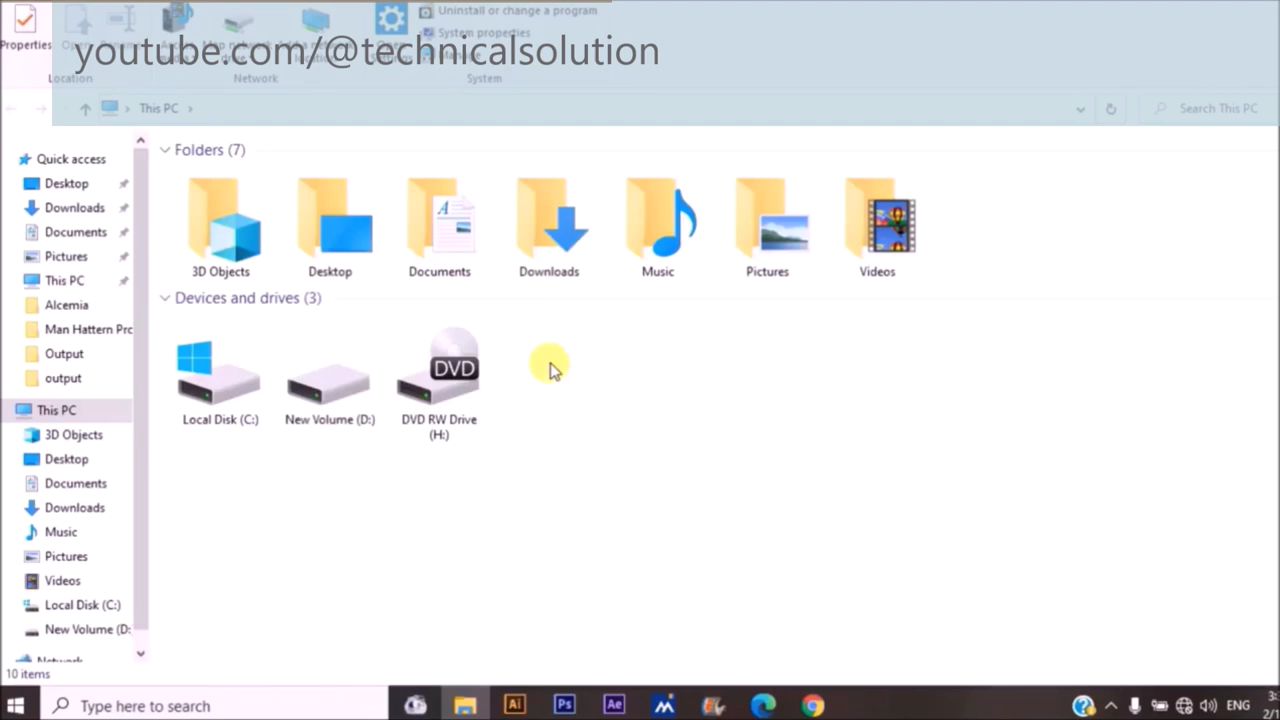 Uninstall or change a program
System properties
Properties
youtube.com/@technicalsolution
Location
Network
System
This PC
Search This PC
Quick access
Desktop
Downloads
Documents
Pictures
This PC
Alcemia
Man Hattern Prc
Output
output
This PC
3D Objects
Desktop
Documents
Downloads
Music
Pictures
Videos
Local Disk (C:)
New Volume (D:
Network
Folders (7)
3D Objects
Desktop
Documents
Downloads
Music
Pictures
Videos
Devices and drives (3)
DVD
Local Disk (C:)
New Volume (D:)
DVD RW Drive
(H:)
10 items
Type here to search
Ai
Ps
Ae
ENG